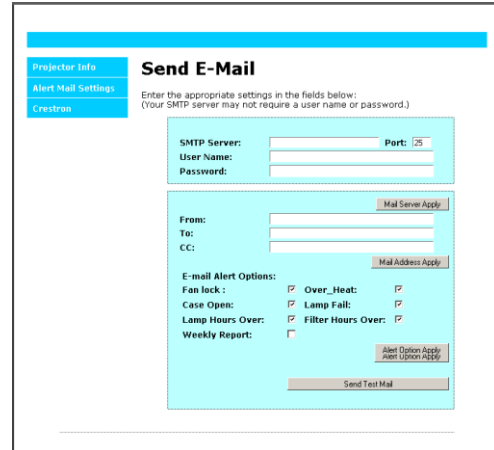 Projector Info
Alert Mail Settings
Crestron
Send E-Mail
Enter the appropriate settings in the fields below:
(Your SMTP server may not require a user name or password.)
SMTP Server: Port: 25
User Name:
Password:
Mail Server Apply
From:
To:
CC:
Mail Address Apply
E-mail Alert Options:
Fan lock : Over_Heat:
Case Open: Lamp Fail:
Lamp Hours Over: Filter Hours Over:
Weekly Report:
Alert Option Apply
Alert Option Apply
Send Test Mail